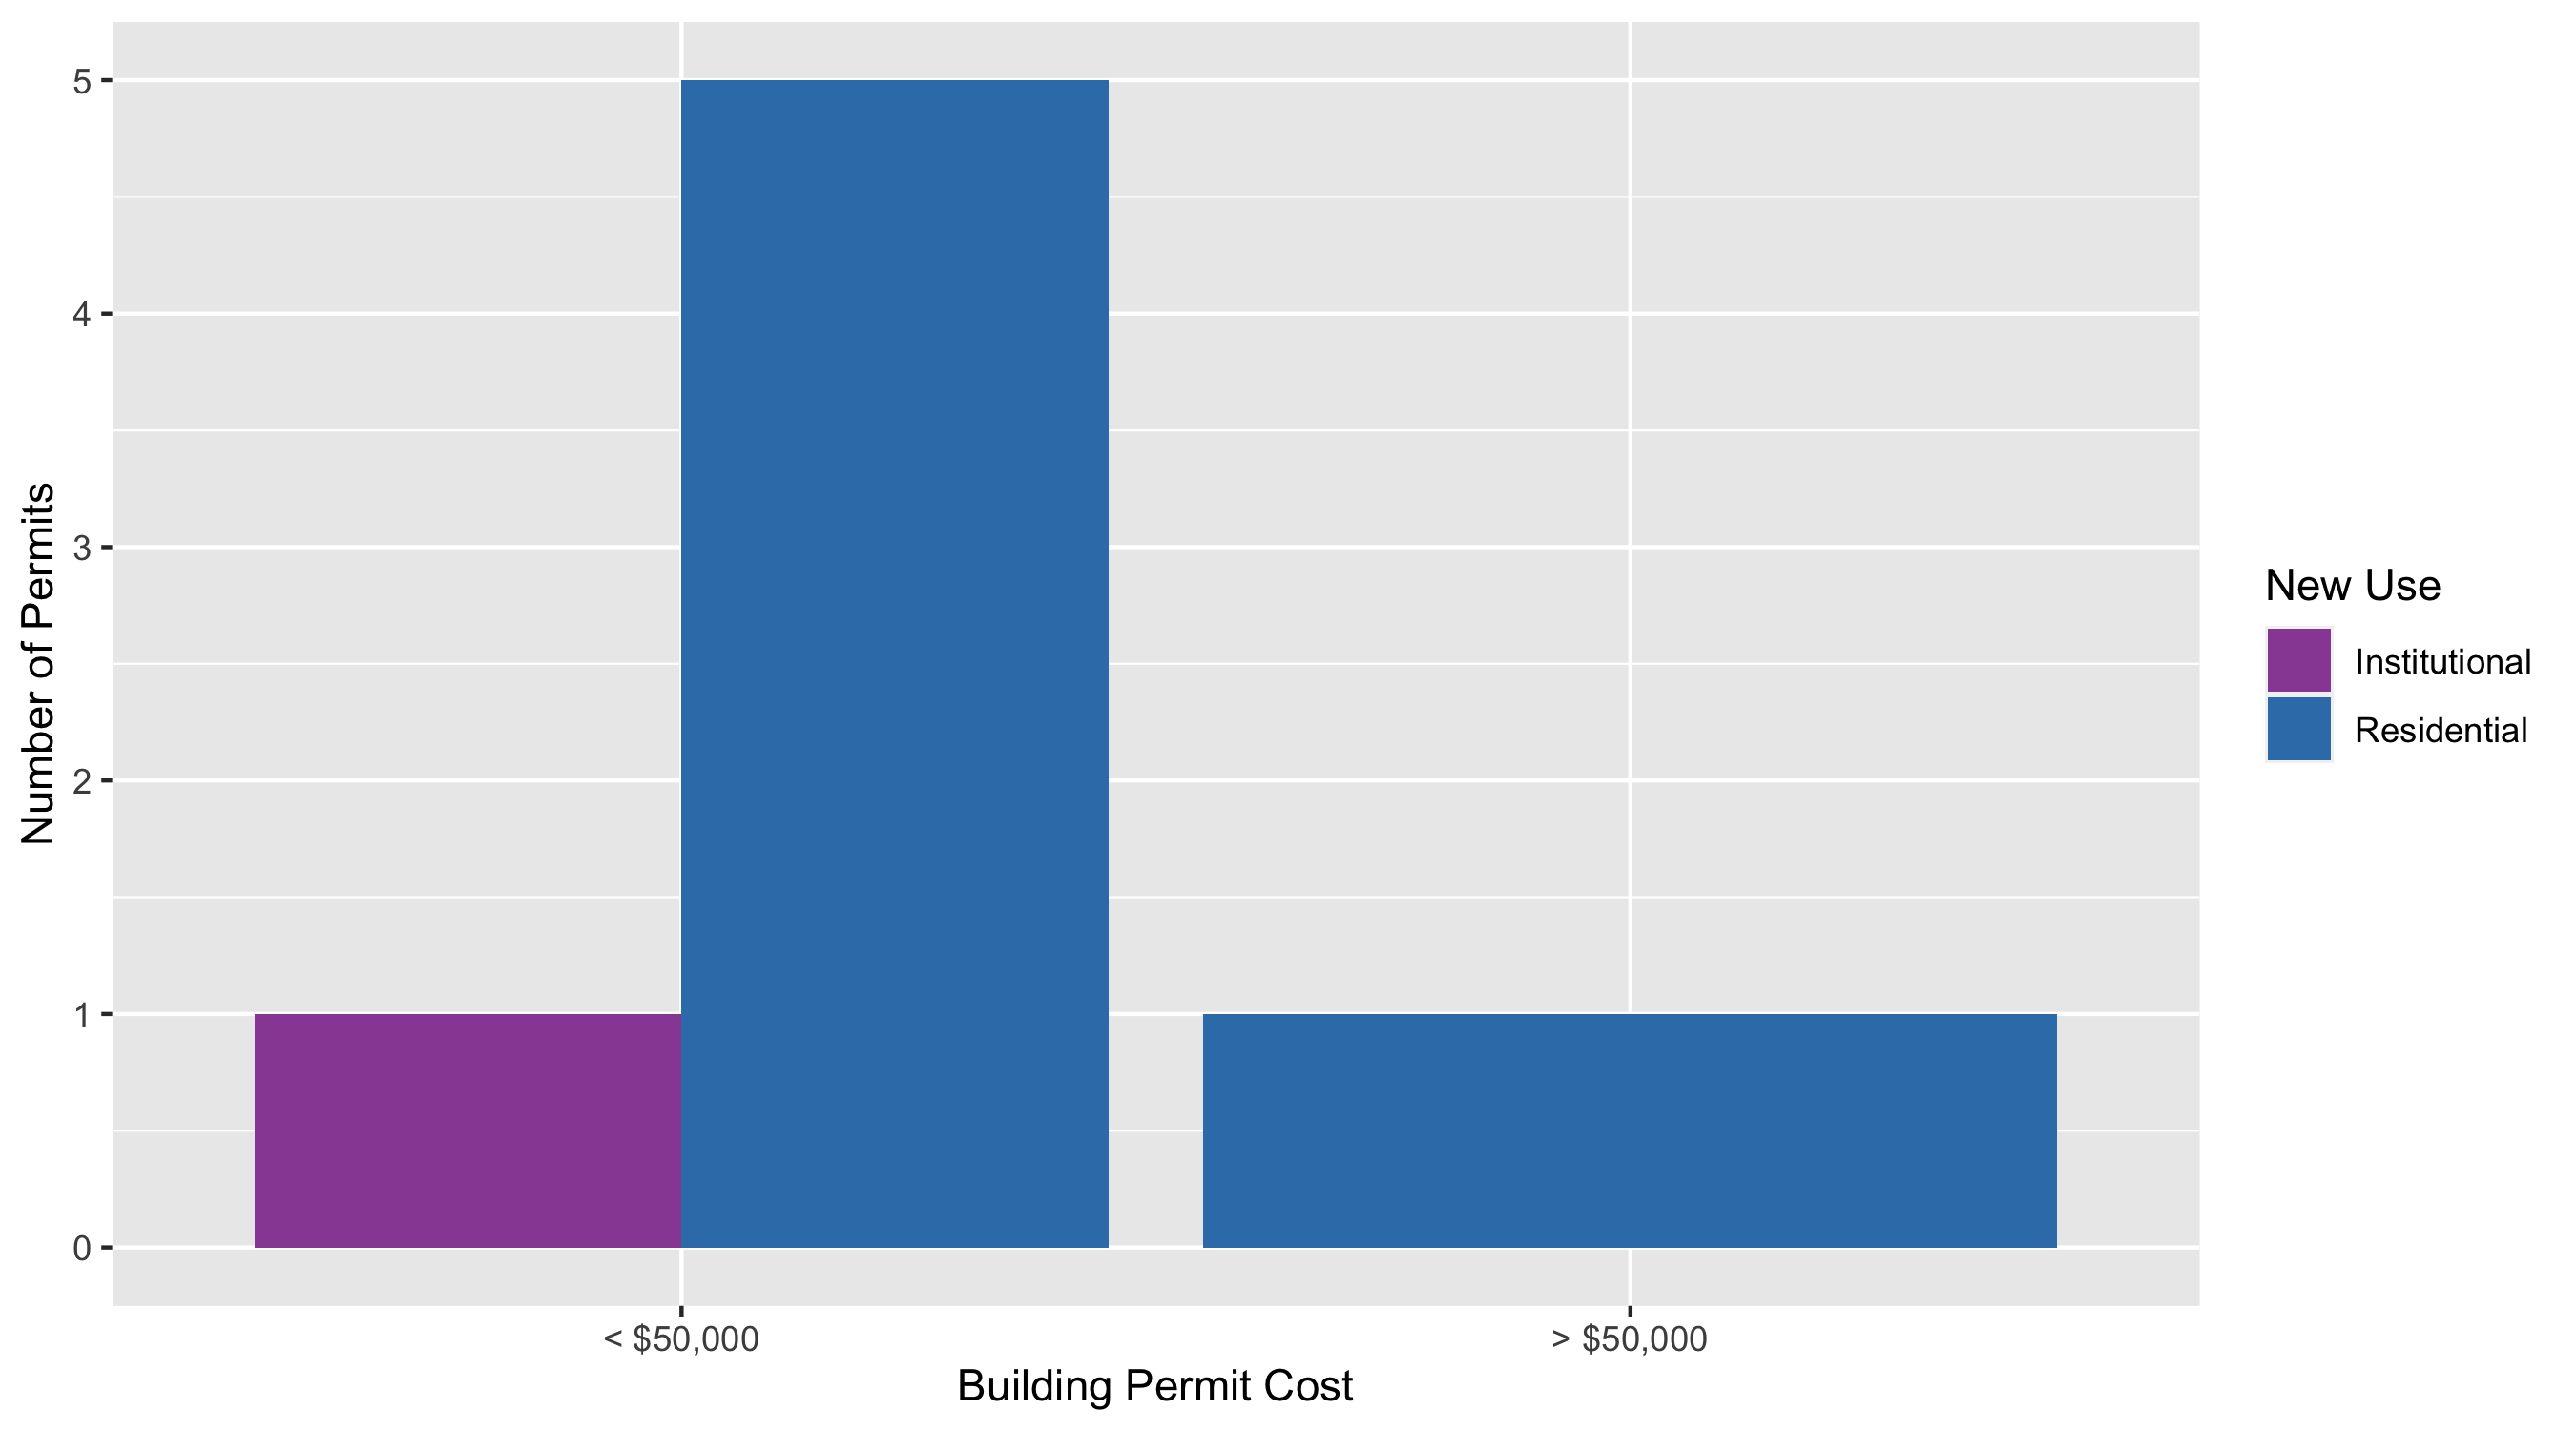 Number of Permits
5
4
3
2
1
0
< $50,000
> $50,000
Building Permit Cost
New Use
Institutional
Residential